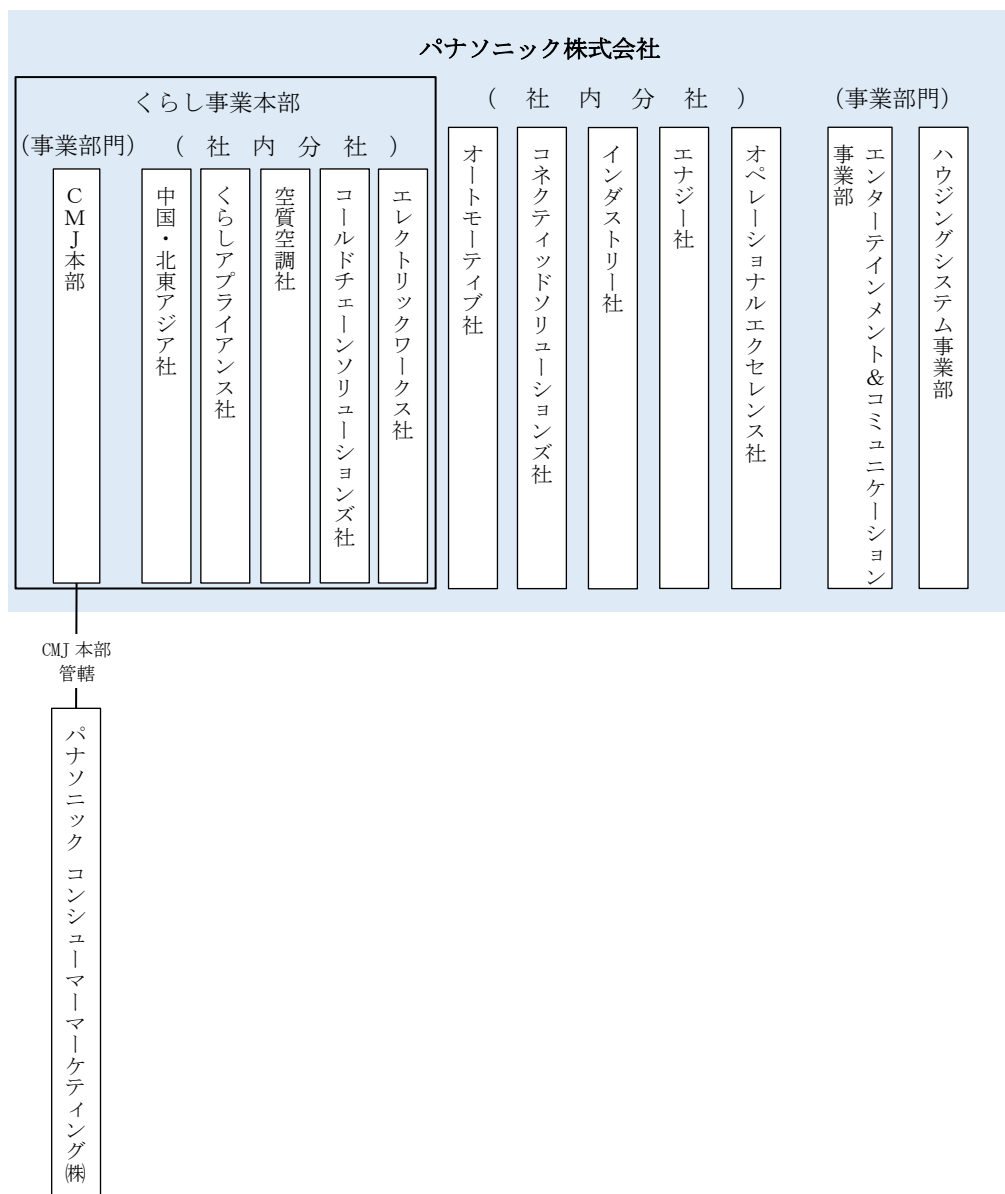 パナソニック株式会社
くらし事業本部
(事業部門)
(社内分社)
CMJ本部
中国・北東アジア社
くらしアプライアンス社
空質空調社
コールドチェーンソリューションズ社
エレクトリックワークス社
(社内分社)
オートモーティブ社
コネクティッドソリューションズ社
インダストリー社
エナジー社
オペレーショナルエクセレンス社
(事業部門)
エンターテインメント&コミュニケーション
事業部
ハウジングシステム事業部
CMJ本部
管轄
パナソニック コンシューマーマーケティング㈱